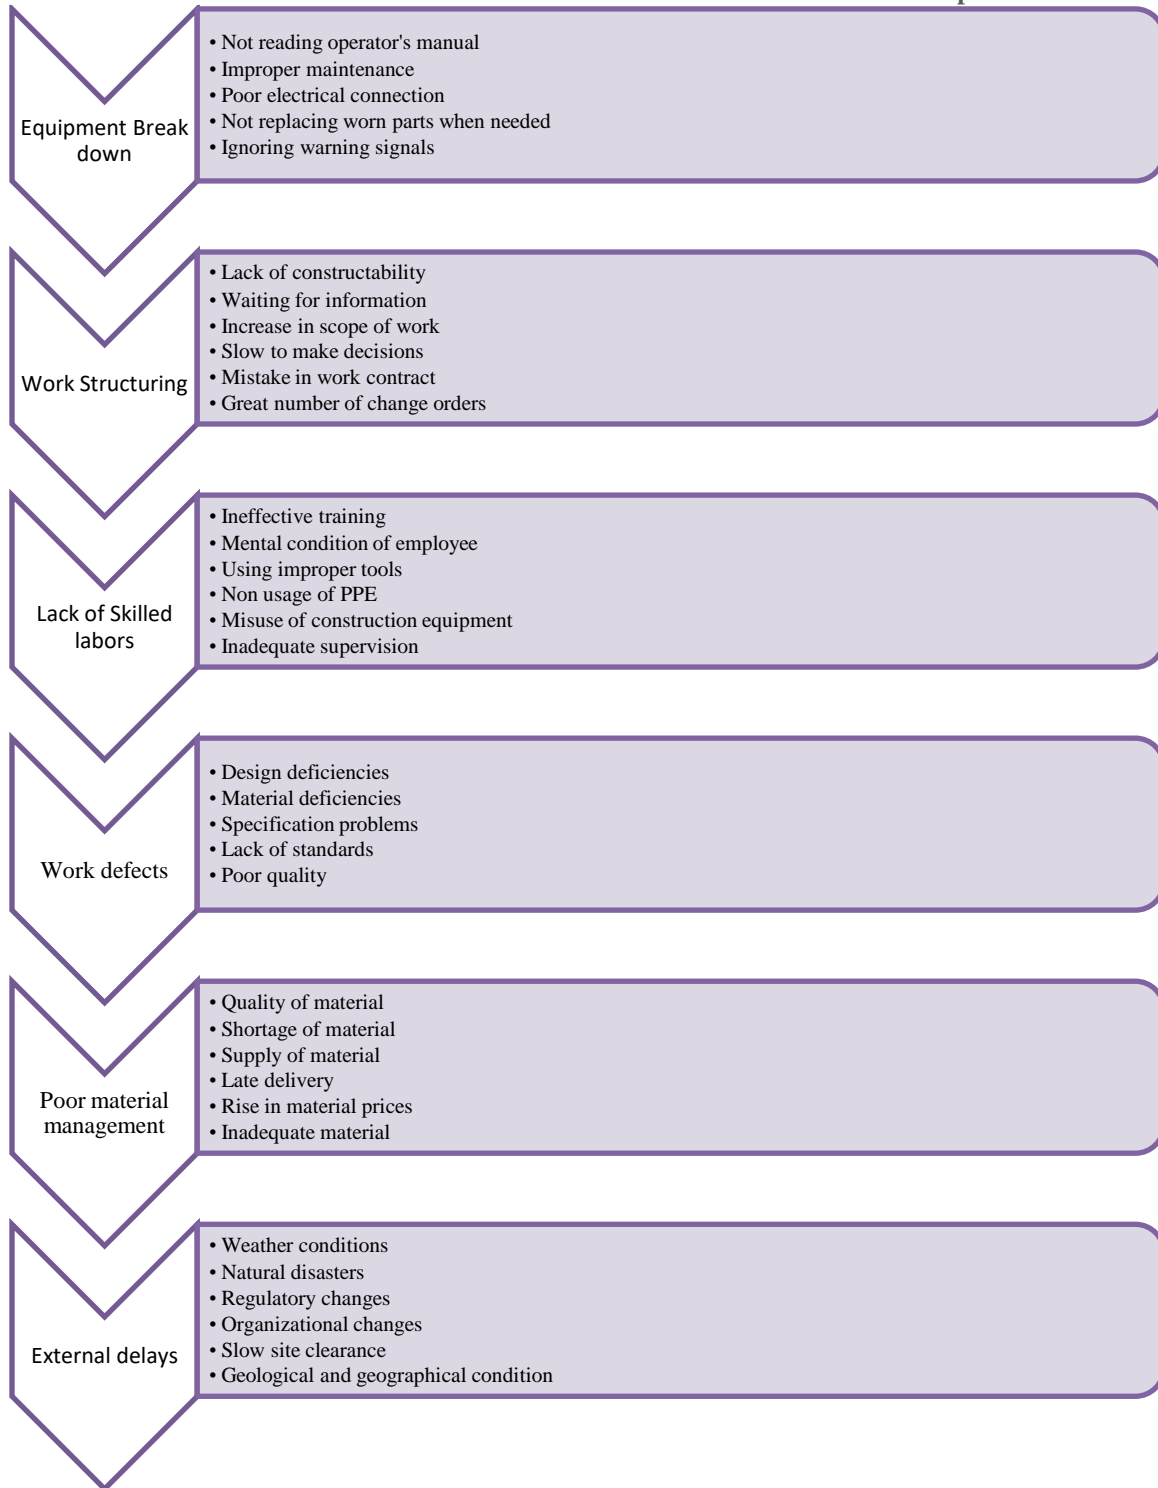 • Not reading operator's manual
• Improper maintenance
• Poor electrical connection
• Not replacing worn parts when needed
• Ignoring warning signals
Equipment Break
down
• Lack of constructability
• Waiting for information
• Increase in scope of work
• Slow to make decisions
• Mistake in work contract
• Great number of change orders
Work Structuring
• Ineffective training
• Mental condition of employee
• Using improper tools
• Non usage of PPE
• Misuse of construction equipment
• Inadequate supervision
Lack of Skilled
labors
• Design deficiencies
• Material deficiencies
• Specification problems
• Lack of standards
• Poor quality
Work defects
• Quality of material
• Shortage of material
• Supply of material
• Late delivery
• Rise in material prices
• Inadequate material
Poor material
management
• Weather conditions
• Natural disasters
• Regulatory changes
• Organizational changes
• Slow site clearance
• Geological and geographical condition
External delays